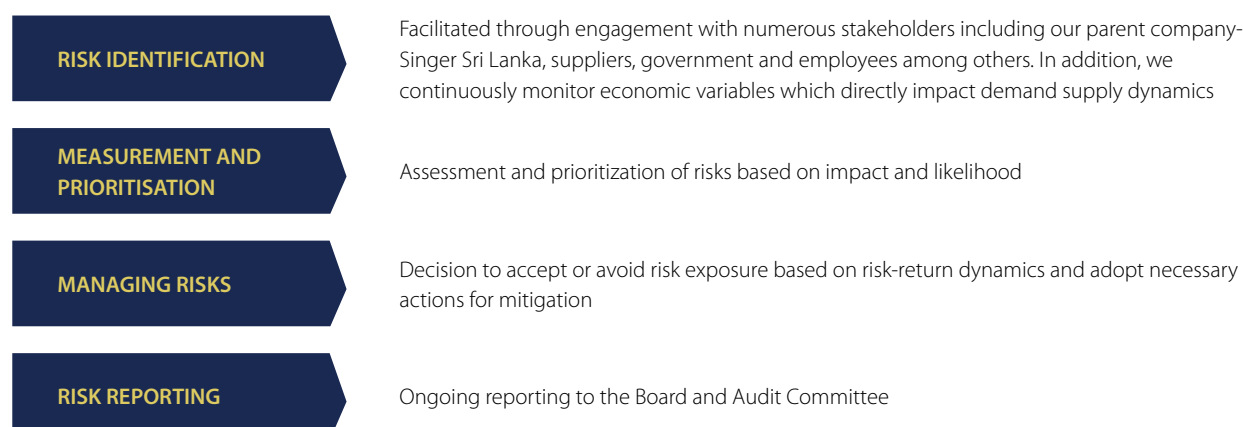 RISK IDENTIFICATION
Facilitated through engagement with numerous stakeholders including our parent company-
Singer Sri Lanka, suppliers, government and employees among others. In addition, we
continuously monitor economic variables which directly impact demand supply dynamics
MEASUREMENT AND
PRIORITISATION
Assessment and prioritization of risks based on impact and likelihood
MANAGING RISKS
Decision to accept or avoid risk exposure based on risk-return dynamics and adopt necessary
actions for mitigation
RISK REPORTING
Ongoing reporting to the Board and Audit Committee